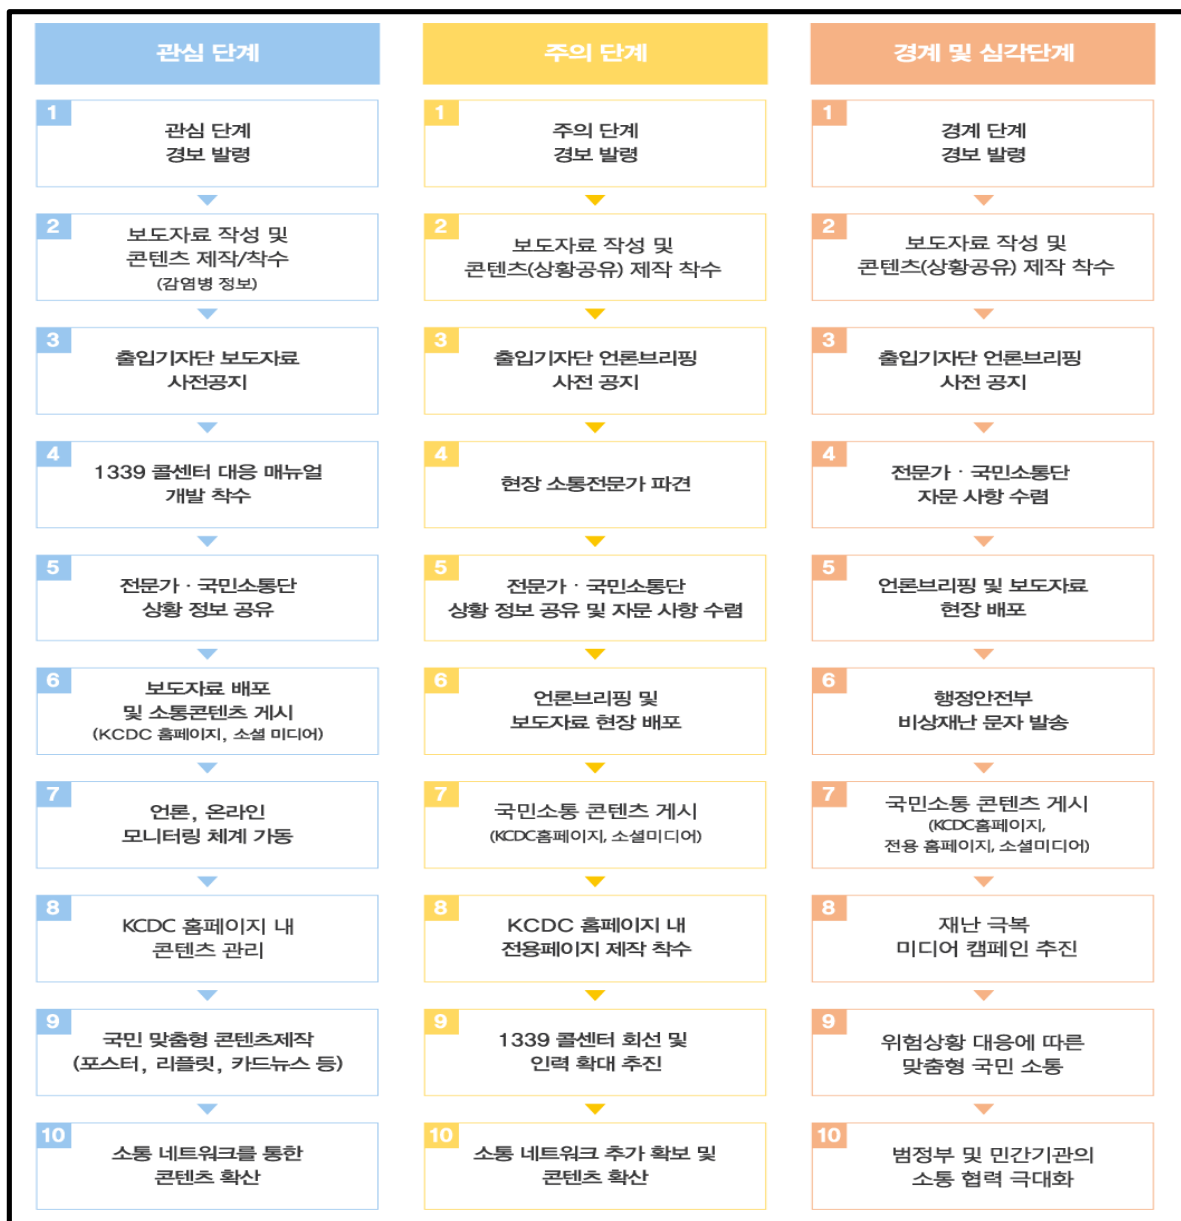 관심 단계
1
관심 단계
경보 발령
2
보도자료 작성 및
콘텐츠 제작/착수
(감염병 정보)
3
출입기자단 보도자료
사전공지
4
1339 콜센터 대응 매뉴얼
개발 착수
5
전문가 · 국민소통단
상황 정보 공유
6
보도자료 배포
및 소통콘텐츠 게시
(KCDC 홈페이지, 소셜 미디어)
7
언론, 온라인
모니터링 체계 가동
8
KCDC 홈페이지 내
콘텐츠 관리
9
국민 맞춤형 콘텐츠제작
(포스터, 리플릿, 카드뉴스 등)
10
소통 네트워크를 통한
콘텐츠 확산
주의 단계
1
주의 단계
경보 발령
2
보도자료 작성 및
콘텐츠(상황공유) 제작 착수
3
출입기자단 언론브리핑
사전 공지
4
현장 소통전문가 파견
5
전문가 · 국민소통단
상황 정보 공유 및 자문 사항 수렴
6
언론브리핑 및
보도자료 현장 배포
7
국민소통 콘텐츠 게시
(KCDC홈페이지, 소셜미디어)
8
KCDC 홈페이지 내
전용페이지 제작 착수
9
1339 콜센터 회선 및
인력 확대 추진
10
소통 네트워크 추가 확보 및
콘텐츠 확산
경계 및 심각단계
1
경계 단계
경보 발령
2
보도자료 작성 및
콘텐츠(상황공유) 제작 착수
3
출입기자단 언론브리핑
사전 공지
4
전문가 · 국민소통단
자문 사항 수렴
5
언론브리핑 및 보도자료
현장 배포
6
행정안전부
비상재난 문자 발송
7
국민소통 콘텐츠 게시
(KCDC홈페이지,
전용 홈페이지, 소셜미디어)
8
재난 극복
미디어 캠페인 추진
9
위험상황 대응에 따른
맞춤형 국민 소통
10
범정부 및 민간기관의
소통 협력 극대화